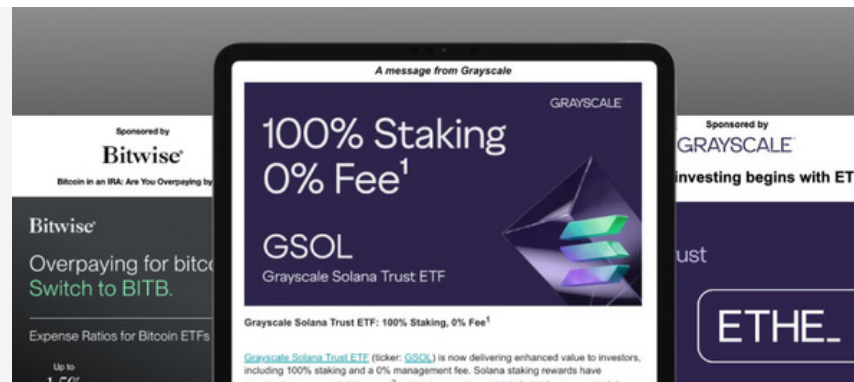 Sponsored by
Bitwise
Bitcoin in an IRA: Are You Overpaying by
Bitwise
Overpaying for bitc
Switch to BITB.
Expense Ratios for Bitcoin ETFs
Up to
A message from Grayscale
GRAYSCALE
100% Staking
0% Fee¹
GSOL
Grayscale Solana Trust ETF
Grayscale Solana Trust ETF: 100% Staking, 0% Fee¹
Grayscale Solana Trust ETF (ticker: GSOL) is now delivering enhanced value to investors,
including 100% staking and a 0% management fee. Solana staking rewards have
Sponsored by
GRAYSCALE
investing begins with ET
ust
ETHE_